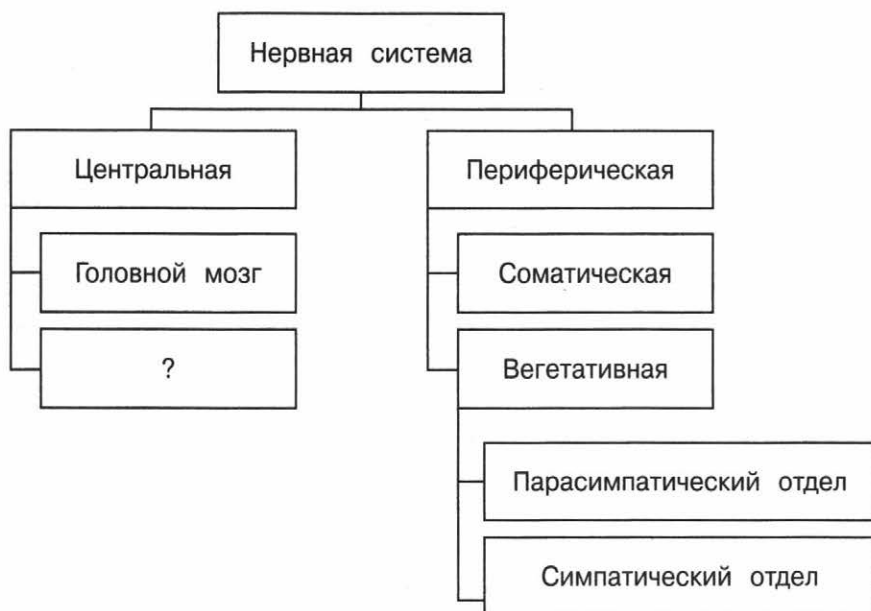 Нервная система
Центральная
Периферическая
Головной мозг
Соматическая
?
Вегетативная
Парасимпатический отдел
Симпатический отдел